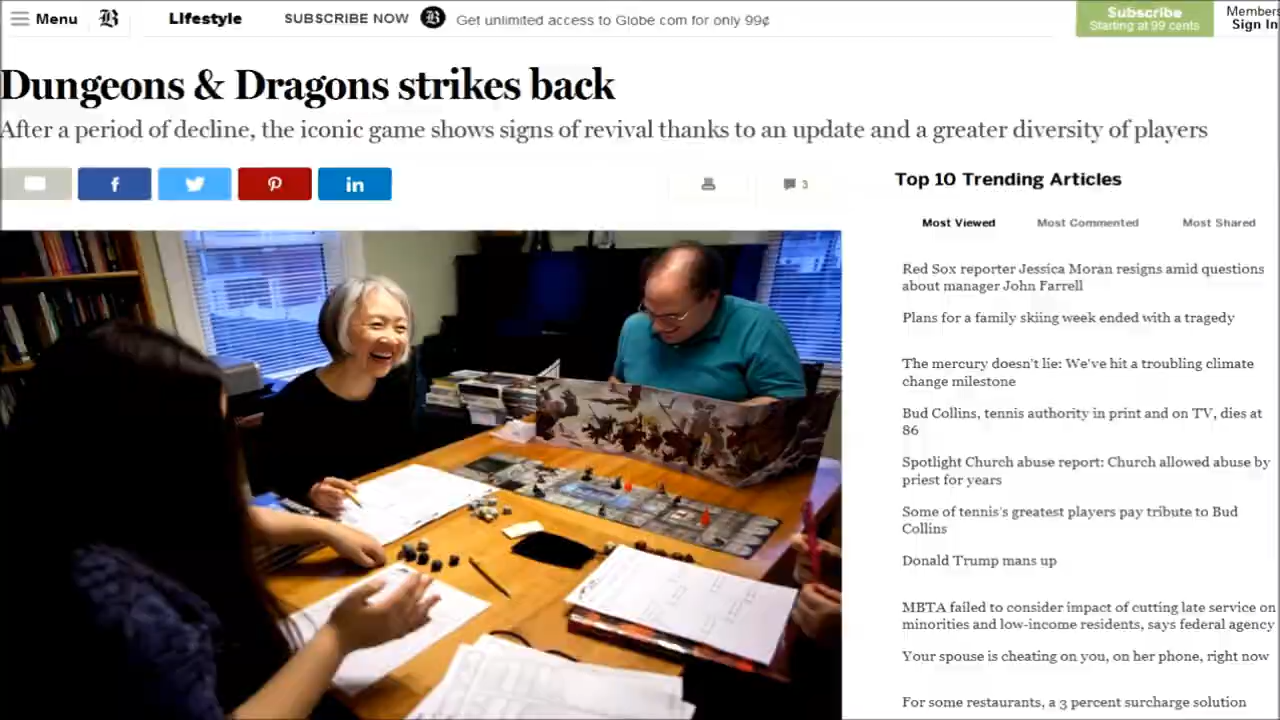 Menu
B
Lifestyle
SUBSCRIBE NOW
B
Get unlimited access to Globe com for only 99¢
Subscribe
Starting at 99 cents
Members
Sign In
Dungeons & Dragons strikes back
After a period of decline, the iconic game shows signs of revival thanks to an update and a greater diversity of players
f
in
3
Top 10 Trending Articles
Most Viewed
Most Commented
Most Shared
Red Sox reporter Jessica Moran resigns amid questions
about manager John Farrell
Plans for a family skiing week ended with a tragedy
The mercury doesn't lie: We've hit a troubling climate
change milestone
Bud Collins, tennis authority in print and on TV, dies at
86
Spotlight Church abuse report: Church allowed abuse by
priest for years
Some of tennis's greatest players pay tribute to Bud
Collins
Donald Trump mans up
MBTA failed to consider impact of cutting late service on
minorities and low-income residents, says federal agency
Your spouse is cheating on you, on her phone, right now
For some restaurants, a 3 percent surcharge solution